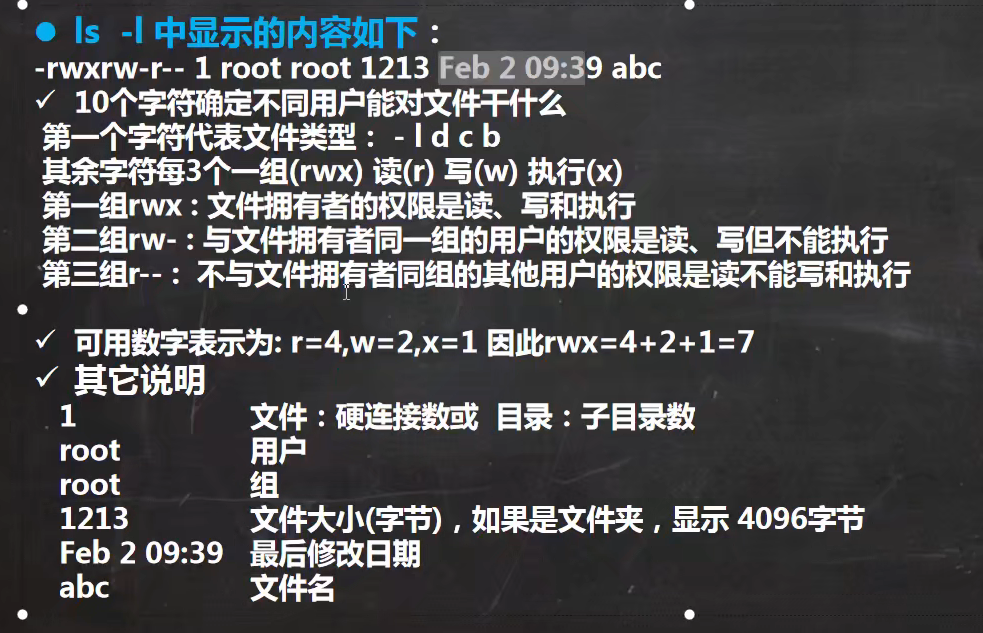 ● ls -l 中显示的内容如下：
-rwxrw-r-- 1 root root 1213 Feb 2 09:39 abc
✓ 10个字符确定不同用户能对文件干什么
第一个字符代表文件类型： - l d c b
其余字符每3个一组(rwx) 读(r) 写(w) 执行(x)
第一组rwx : 文件拥有者的权限是读、写和执行
第二组rw- : 与文件拥有者同一组的用户的权限是读、写但不能执行
第三组r-- : 不与文件拥有者同组的其他用户的权限是读不能写和执行
✓ 可用数字表示为: r=4,w=2,x=1 因此rwx=4+2+1=7
✓ 其它说明
1 文件：硬连接数或 目录：子目录数
root 用户
root 组
1213 文件大小(字节)，如果是文件夹，显示 4096字节
Feb 2 09:39 最后修改日期
abc 文件名